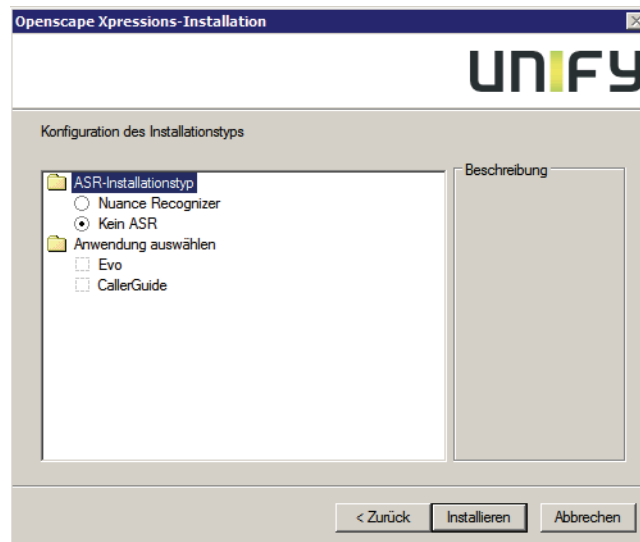 Openscape Xpressions-Installation
UNIFY
Konfiguration des Installationstyps
ASR-Installationstyp
Nuance Recognizer
Kein ASR
Anwendung auswählen
Evo
CallerGuide
Beschreibung
< Zurück
Installieren
Abbrechen